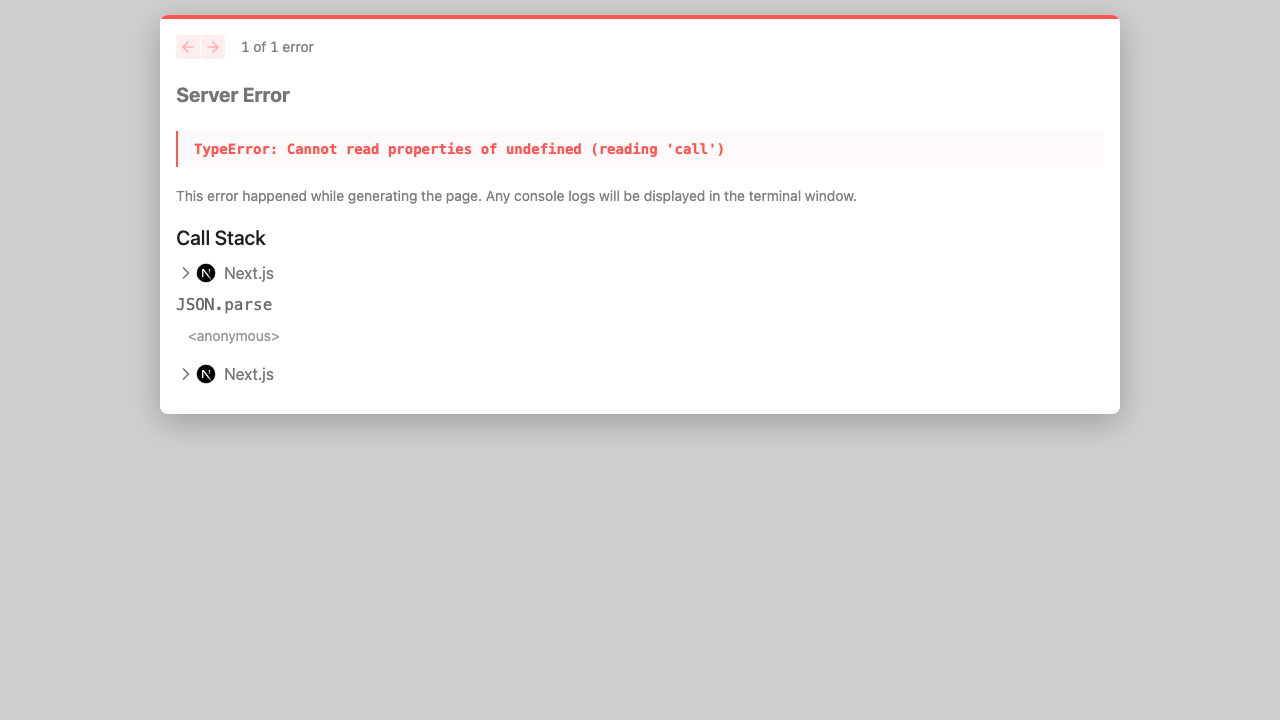 1 of 1 error
Server Error
TypeError: Cannot read properties of undefined (reading 'call')
This error happened while generating the page. Any console logs will be displayed in the terminal window.
Call Stack
Next.js
JSON.parse
<anonymous>
Next.js